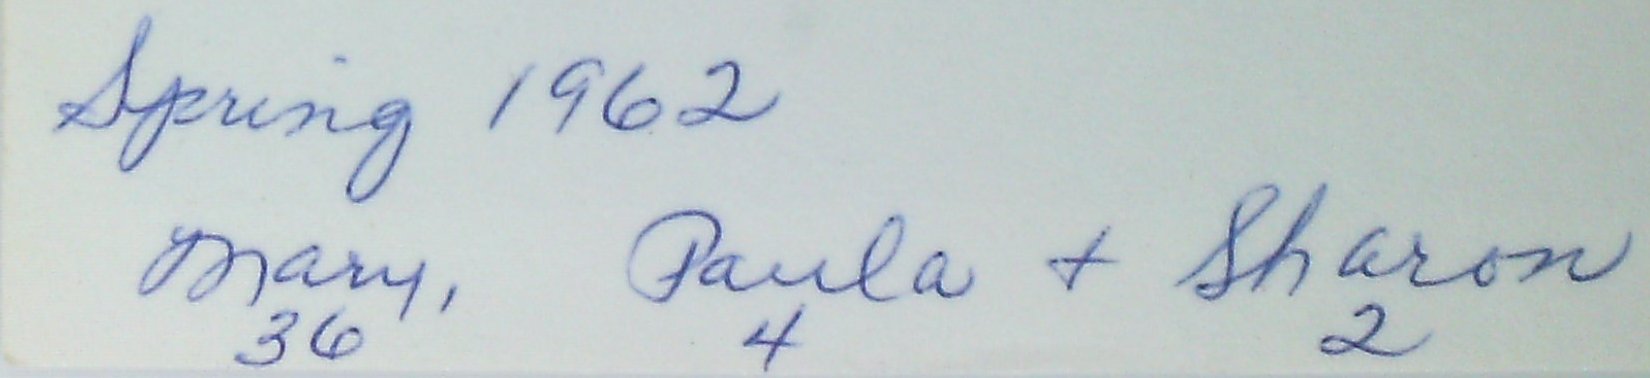 Spring 1962
Mary, Paula + Sharon
36 4 2